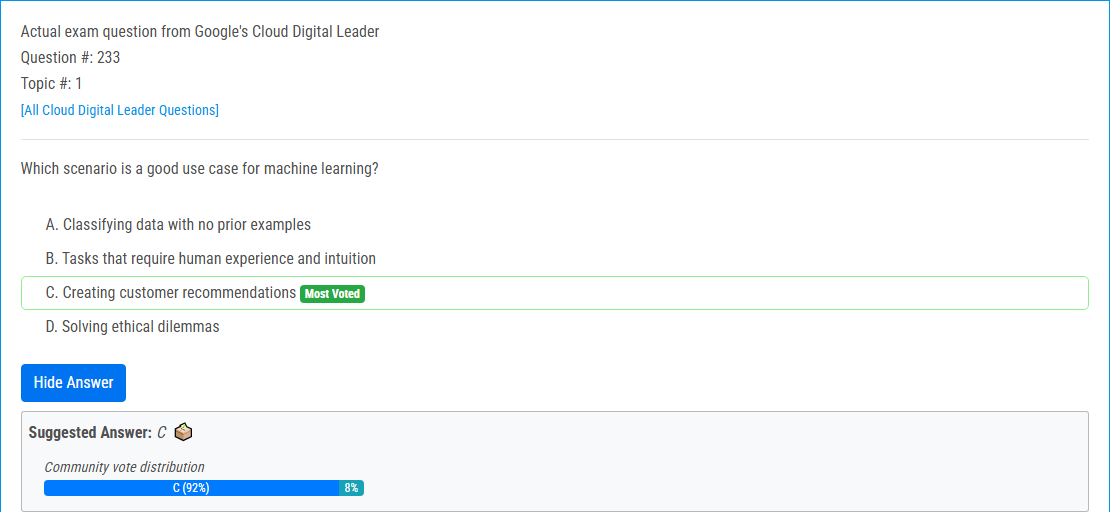 Actual exam question from Google's Cloud Digital Leader
Question #: 233
Topic #: 1
[All Cloud Digital Leader Questions]
Which scenario is a good use case for machine learning?
A. Classifying data with no prior examples
B. Tasks that require human experience and intuition
C. Creating customer recommendations Most Voted
D. Solving ethical dilemmas
Hide Answer
Suggested Answer: C
Community vote distribution
C (92%) 8%